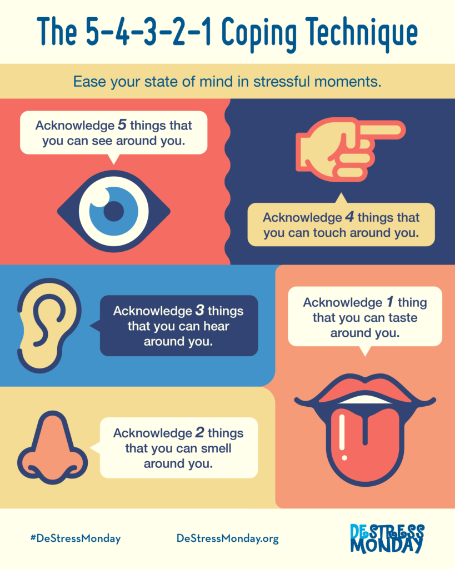 The 5-4-3-2-1 Coping Technique
Ease your state of mind in stressful moments.
Acknowledge 5 things that
you can see around you.
Acknowledge 4 things that
you can touch around you.
Acknowledge 3 things
that you can hear
around you.
Acknowledge 2 things
that you can smell
around you.
Acknowledge 1 thing
that you can taste
around you.
#DeStressMonday
DeStressMonday.org
DESTRESS
MONDAY